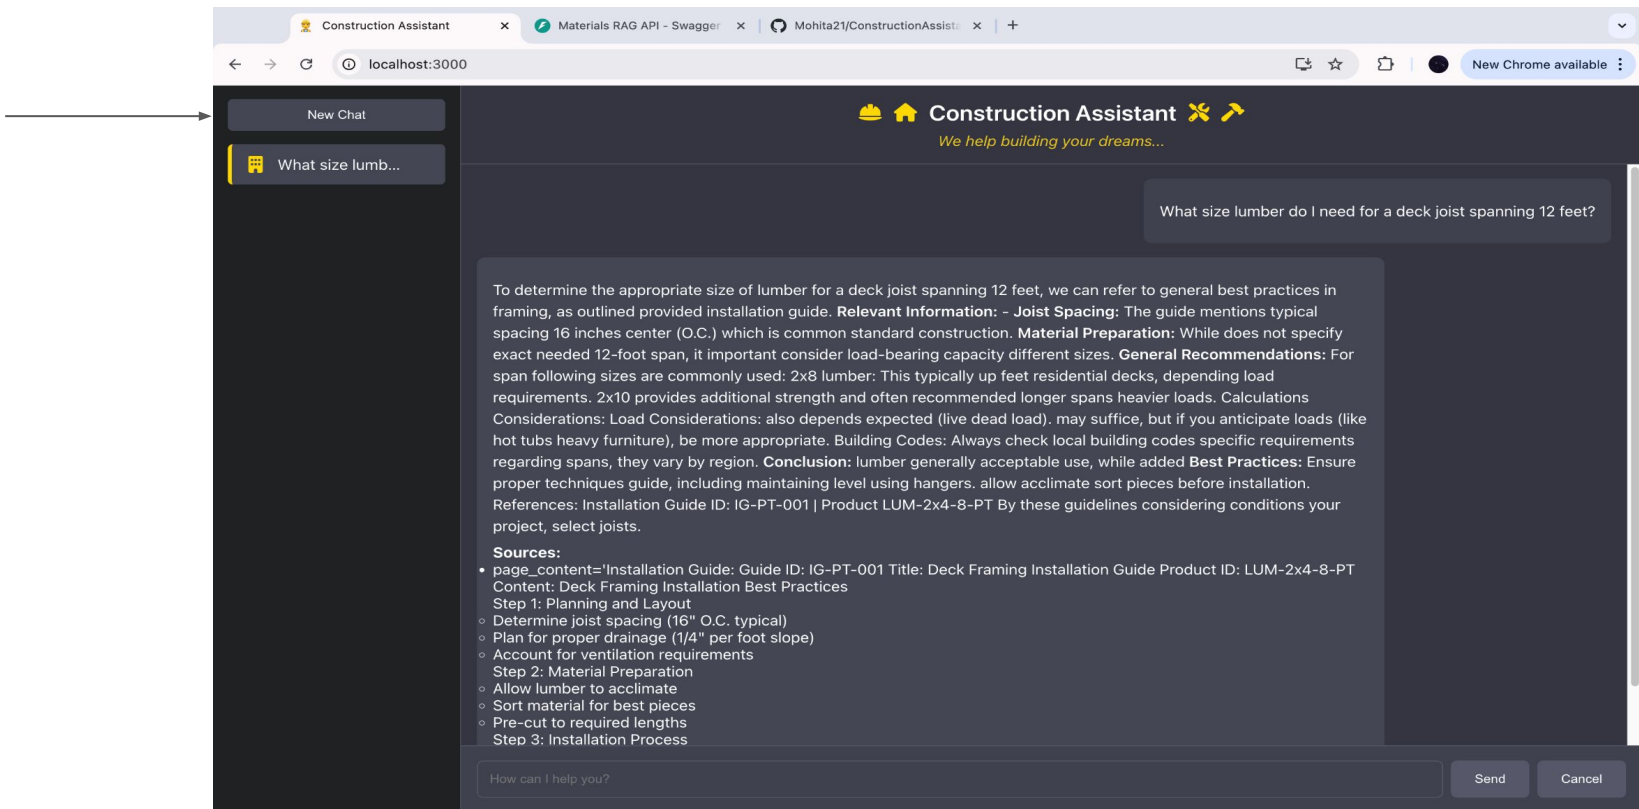 Construction Assistant
Materials RAG API - Swagger
Mohita21/ConstructionAssista
localhost:3000
New Chrome available
New Chat
What size lumb...
Construction Assistant
We help building your dreams...
What size lumber do I need for a deck joist spanning 12 feet?
To determine the appropriate size of lumber for a deck joist spanning 12 feet, we can refer to general best practices in
framing, as outlined provided installation guide. Relevant Information: - Joist Spacing: The guide mentions typical
spacing 16 inches center (O.C.) which is common standard construction. Material Preparation: While does not specify
exact needed 12-foot span, it important consider load-bearing capacity different sizes. General Recommendations: For
span following sizes are commonly used: 2x8 lumber: This typically up feet residential decks, depending load
requirements. 2x10 provides additional strength and often recommended longer spans heavier loads. Calculations
Considerations: Load Considerations: also depends expected (live dead load). may suffice, but if you anticipate loads (like
hot tubs heavy furniture), be more appropriate. Building Codes: Always check local building codes specific requirements
regarding spans, they vary by region. Conclusion: lumber generally acceptable use, while added Best Practices: Ensure
proper techniques guide, including maintaining level using hangers. allow acclimate sort pieces before installation.
References: Installation Guide ID: IG-PT-001 | Product LUM-2x4-8-PT By these guidelines considering conditions your
project, select joists.
Sources:
• page_content='Installation Guide: Guide ID: IG-PT-001 Title: Deck Framing Installation Guide Product ID: LUM-2x4-8-PT
Content: Deck Framing Installation Best Practices
Step 1: Planning and Layout
◦ Determine joist spacing (16" O.C. typical)
◦ Plan for proper drainage (1/4" per foot slope)
◦ Account for ventilation requirements
Step 2: Material Preparation
◦ Allow lumber to acclimate
◦ Sort material for best pieces
◦ Pre-cut to required lengths
Step 3: Installation Process
How can I help you?
Send
Cancel